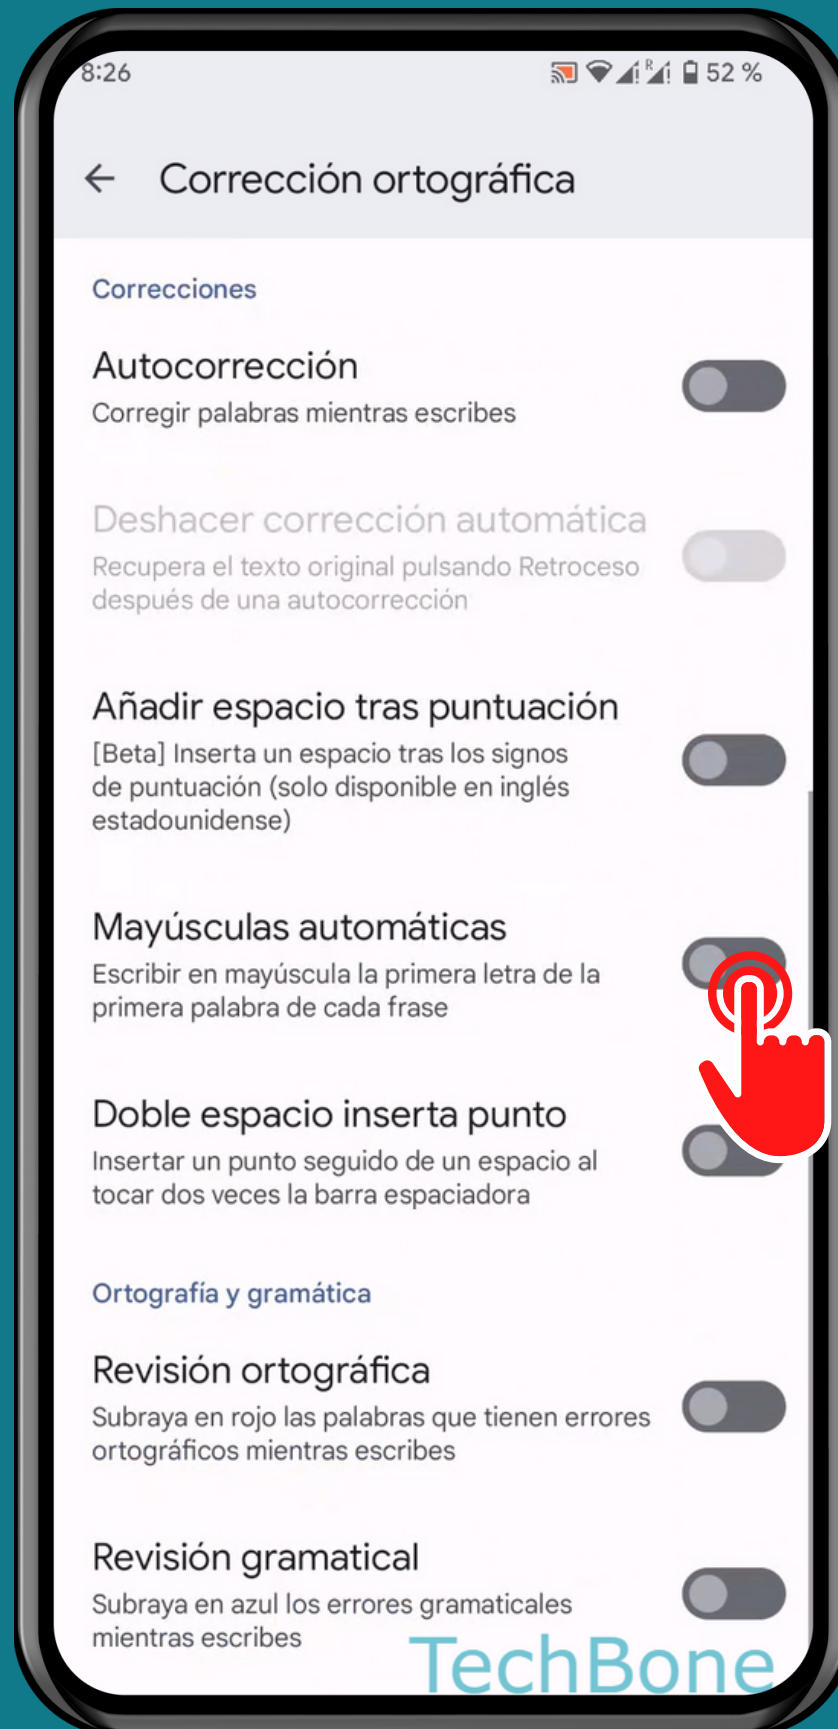 8:26
R
52 %
Corrección ortográfica
Correcciones
Autocorrección
Corregir palabras mientras escribes
Deshacer corrección automática
Recupera el texto original pulsando Retroceso
después de una autocorrección
Añadir espacio tras puntuación
[Beta] Inserta un espacio tras los signos
de puntuación (solo disponible en inglés
estadounidense)
Mayúsculas automáticas
Escribir en mayúscula la primera letra de la
primera palabra de cada frase
Doble espacio inserta punto
Insertar un punto seguido de un espacio al
tocar dos veces la barra espaciadora
Ortografía y gramática
Revisión ortográfica
Subraya en rojo las palabras que tienen errores
ortográficos mientras escribes
Revisión gramatical
Subraya en azul los errores gramaticales
mientras escribes
TechBone